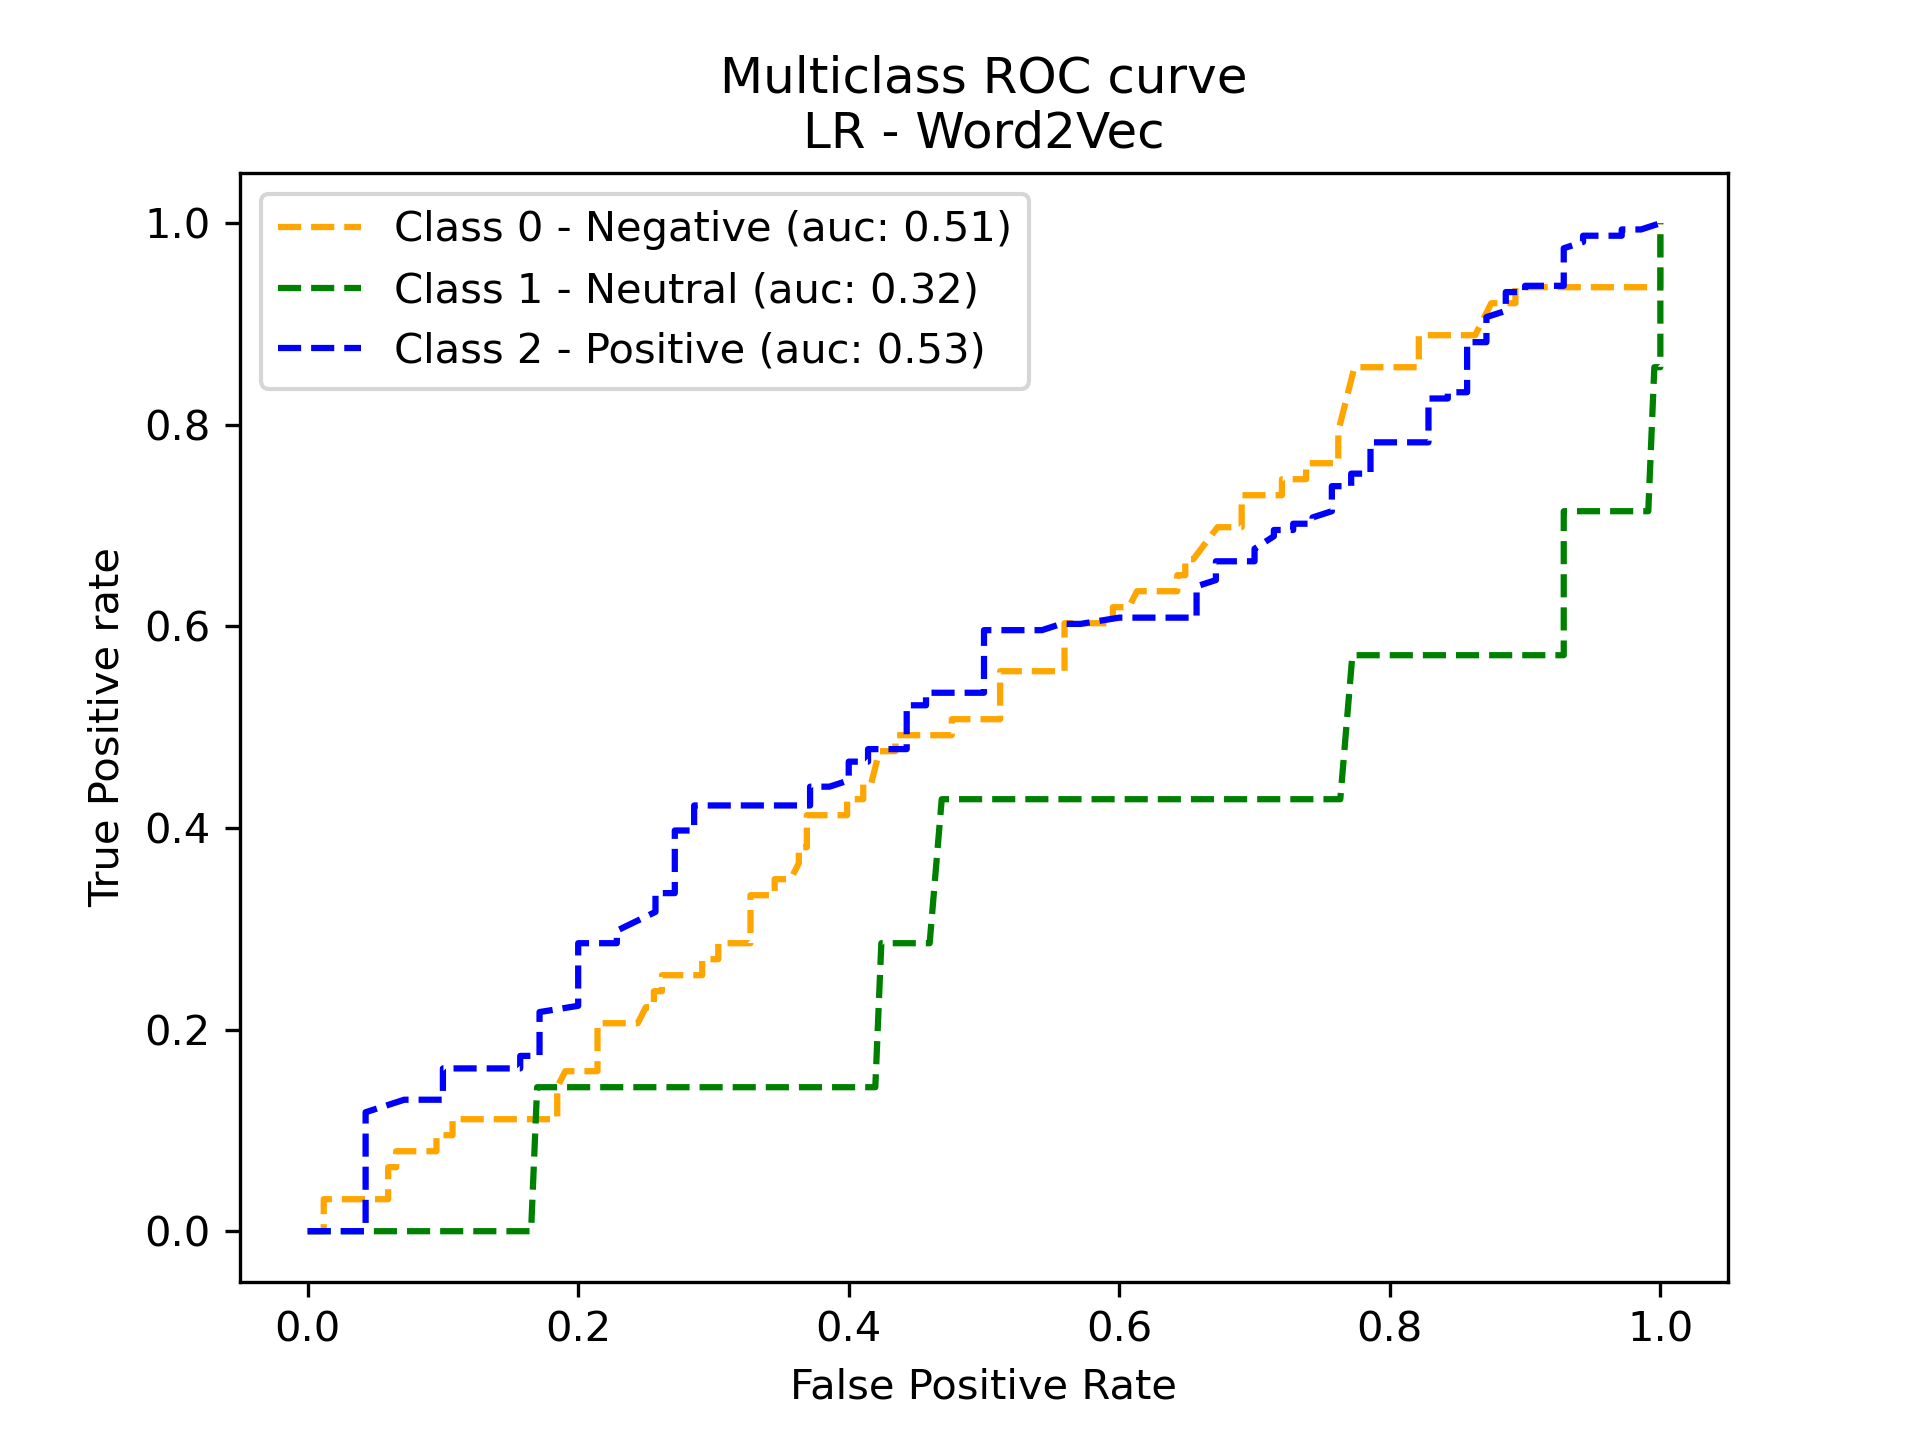 Multiclass ROC curve
LR - Word2Vec
Class 0 - Negative (auc: 0.51)
Class 1 - Neutral (auc: 0.32)
Class 2 - Positive (auc: 0.53)
True Positive rate
1.0
0.8
0.6
0.4
0.2
0.0
0.0 0.2 0.4 0.6 0.8 1.0
False Positive Rate